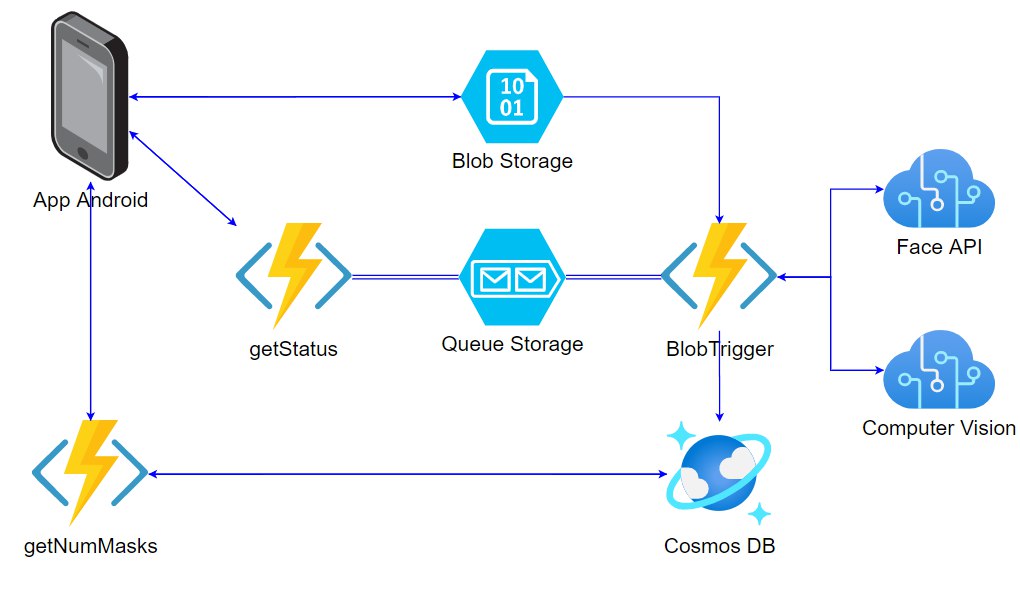 10
01
Blob Storage
App Android
Face API
getStatus
Queue Storage
BlobTrigger
Computer Vision
getNumMasks
Cosmos DB